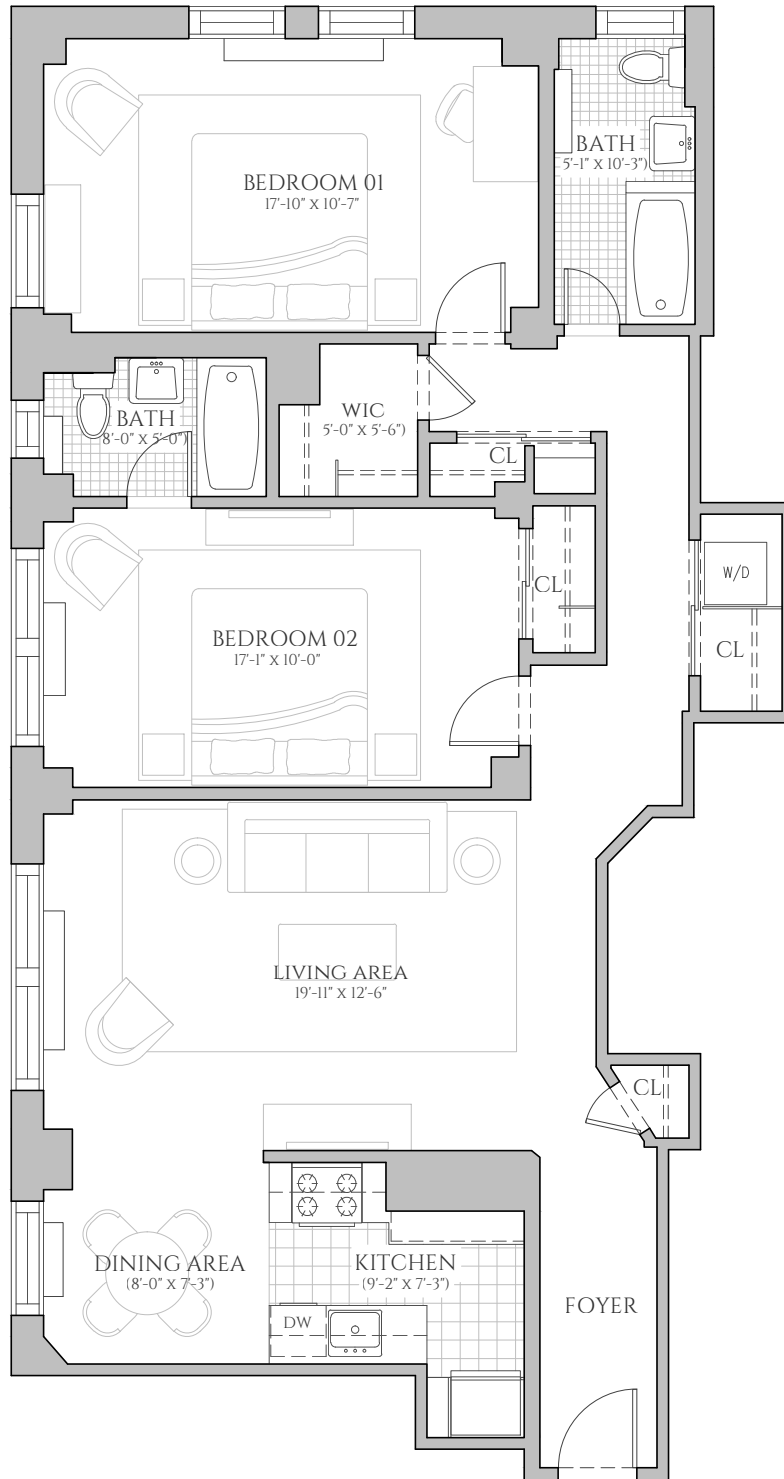 BEDROOM 01
17'-10" X 10'-7"
BATH
5'-1" X 10'-3")
BATH
8'-0" X 5'-0")
WIC
5'-0" X 5'-6")
CL
CL
W/D
CL
BEDROOM 02
17'-1" X 10'-0"
LIVING AREA
19'-11" X 12'-6"
CL
DINING AREA
(8'-0" X 7'-3")
KITCHEN
(9'-2" X 7'-3")
DW
FOYER